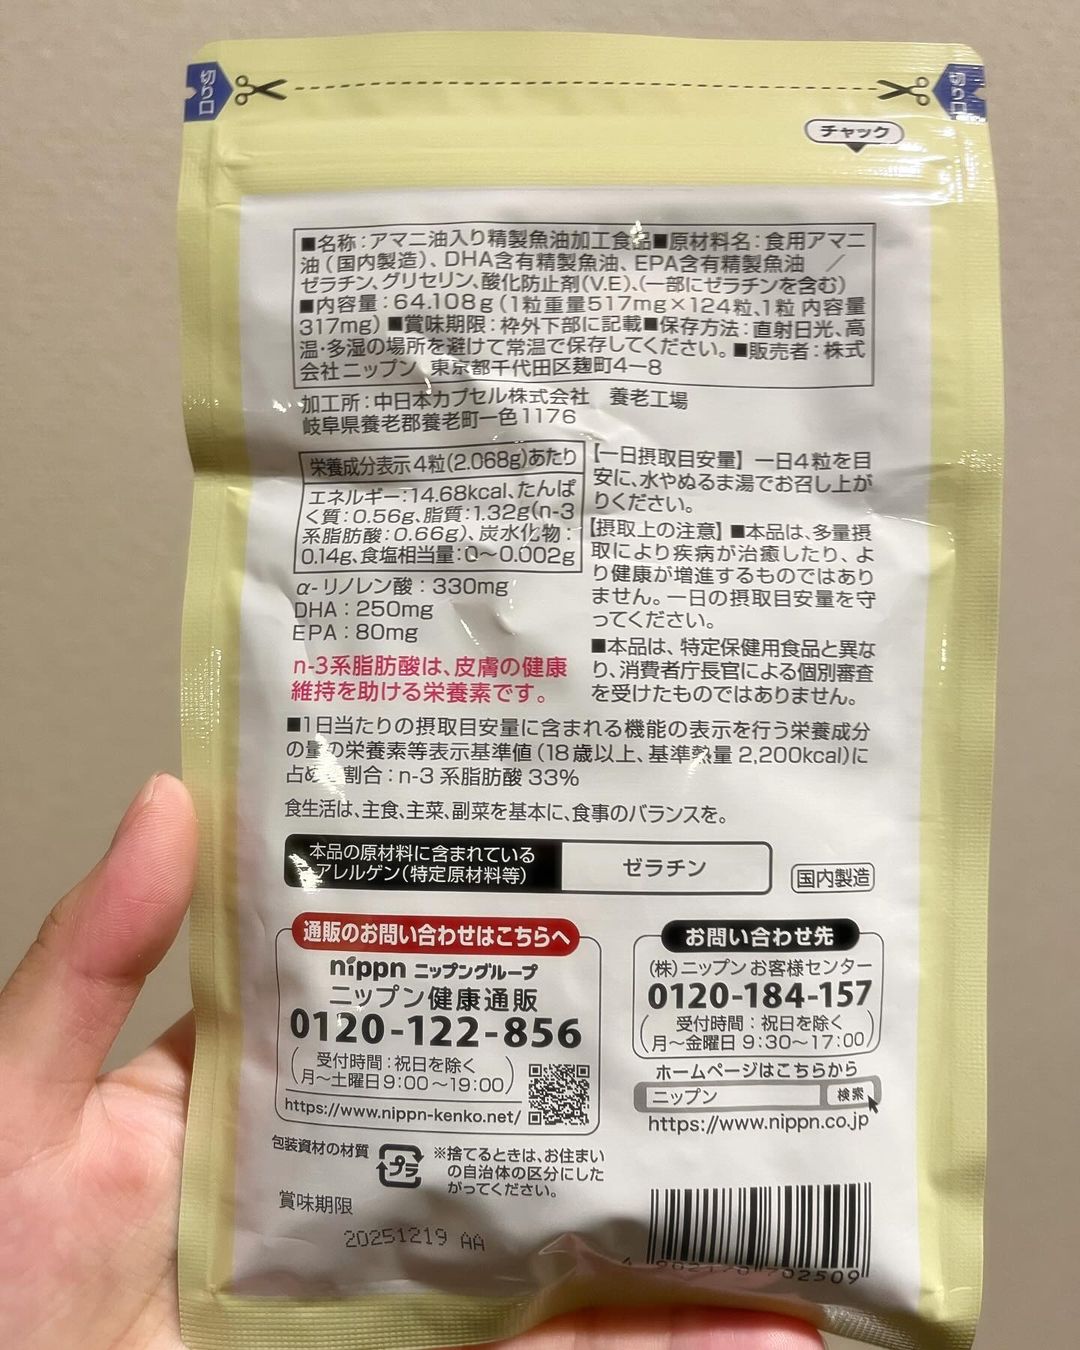 切り口
切り口
チャック
■名称：アマニ油入り精製魚油加工食品■原材料名：食用アマニ
油（国内製造）、DHA含有精製魚油、EPA含有精製魚油　／
ゼラチン、グリセリン、酸化防止剤（V.E）、（一部にゼラチンを含む）
■内容量：64.108g（1粒重量517mg×124粒、1粒 内容量
317mg）■賞味期限：枠外下部に記載■保存方法：直射日光、高
温・多湿の場所を避けて常温で保存してください。■販売者：株式
会社ニップン　東京都千代田区麹町4－8
加工所：中日本カプセル株式会社　養老工場
岐阜県養老郡養老町一色1176
栄養成分表示4粒（2.068g）あたり
エネルギー：14.68kcal、たんぱ
く質：0.56g、脂質：1.32g（n-3
系脂肪酸：0.66g）、炭水化物：
0.14g、食塩相当量：0～0.002g
α-リノレン酸：330mg
DHA：250mg
EPA：80mg
n-3系脂肪酸は、皮膚の健康
維持を助ける栄養素です。
【一日摂取目安量】一日4粒を目
安に、水やぬるま湯でお召し上が
りください。
【摂取上の注意】■本品は、多量摂
取により疾病が治癒したり、よ
り健康が増進するものではあり
ません。一日の摂取目安量を守
ってください。
■本品は、特定保健用食品と異な
り、消費者庁長官による個別審査
を受けたものではありません。
■1日当たりの摂取目安量に含まれる機能の表示を行う栄養成分
の量の栄養素等表示基準値（18歳以上、基準熱量 2,200kcal）に
占める割合：n-3 系脂肪酸 33%
食生活は、主食、主菜、副菜を基本に、食事のバランスを。
本品の原材料に含まれている
アレルゲン（特定原材料等）
ゼラチン
国内製造
通販のお問い合わせはこちらへ
nippn ニップングループ
ニップン健康通販
0120-122-856
（受付時間：祝日を除く
月～土曜日9:00～19:00）
https://www.nippn-kenko.net/
お問い合わせ先
（株）ニップン お客様センター
0120-184-157
（受付時間：祝日を除く
月～金曜日 9:30～17:00）
ホームページはこちらから
ニップン 検索
https://www.nippn.co.jp
包装資材の材質
プラ
※捨てるときは、お住まい
の自治体の区分にした
がってください。
賞味期限
20251219 AA
4 902170 702509